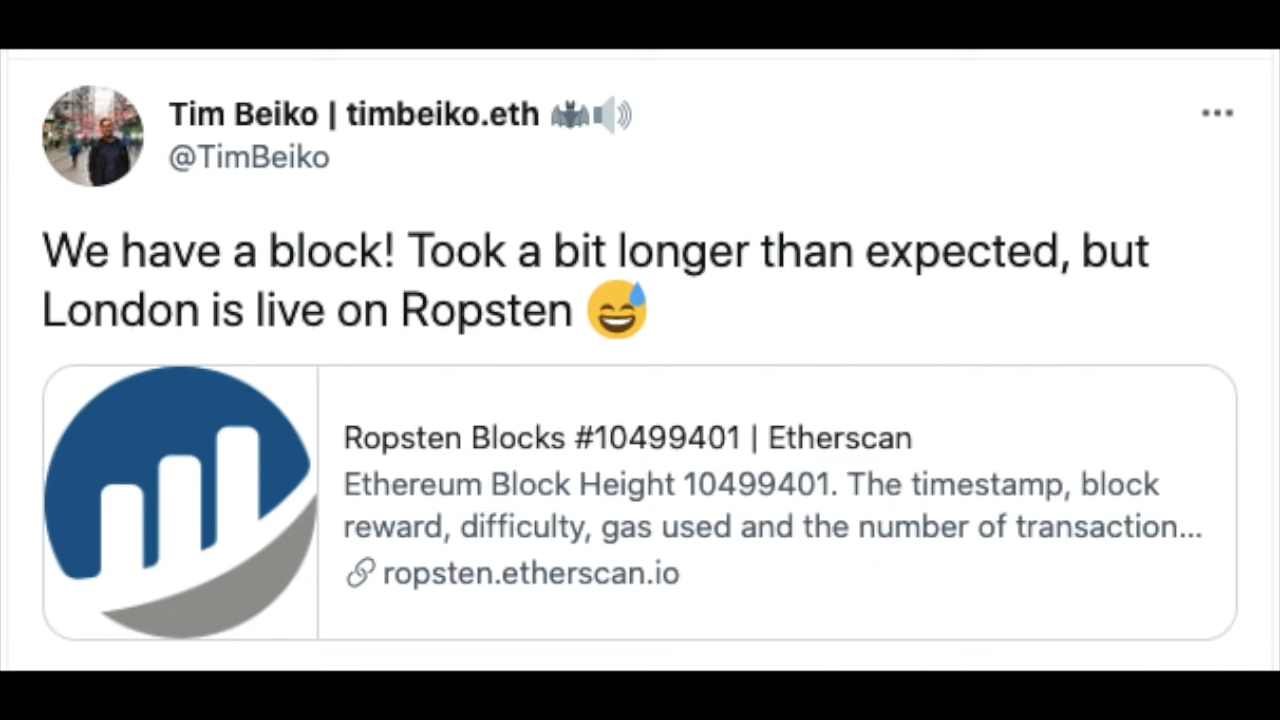 Tim Beiko | timbeiko.eth 🦇🔊
@TimBeiko
We have a block! Took a bit longer than expected, but
London is live on Ropsten 😅
Ropsten Blocks #10499401 | Etherscan
Ethereum Block Height 10499401. The timestamp, block
reward, difficulty, gas used and the number of transaction...
ropsten.etherscan.io